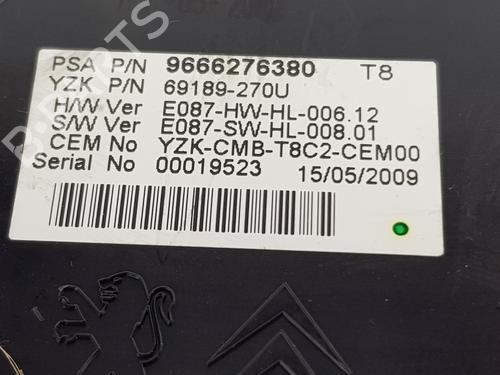 PSA P/N 9666276380 T8
YZK P/N 69189-270U
H/W Ver E087-HW-HL-006.12
S/W Ver E087-SW-HL-008.01
CEM No YZK-CMB-T8C2-CEM00
Serial No 00019523 15/05/2009